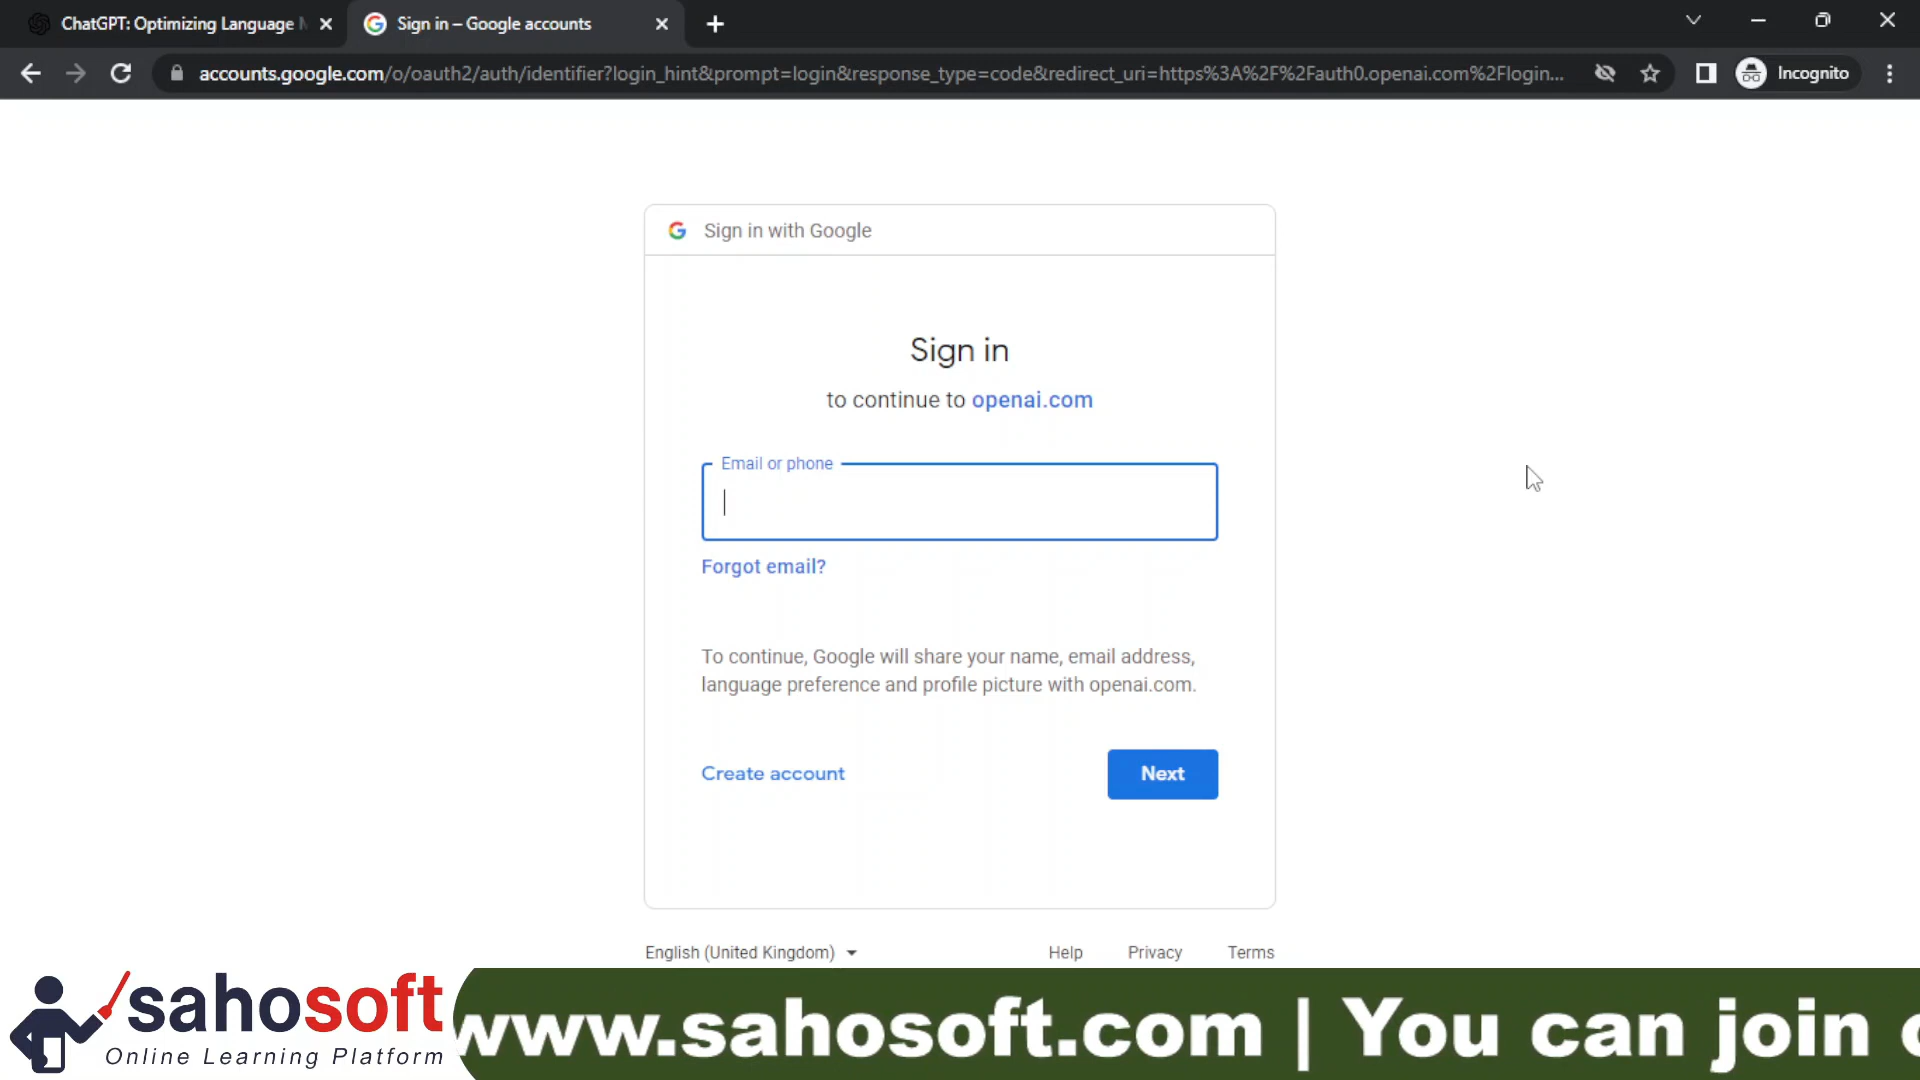 ChatGPT: Optimizing Language
Sign in – Google accounts
accounts.google.com/o/oauth2/auth/identifier?login_hint&prompt=login&response_type=code&redirect_uri=https%3A%2F%2Fauth0.openai.com%2Flogin...
Incognito
Sign in with Google
Sign in
to continue to openai.com
Email or phone
Forgot email?
To continue, Google will share your name, email address,
language preference and profile picture with openai.com.
Create account
Next
English (United Kingdom)
Help
Privacy
Terms
sahosoft
Online Learning Platform
www.sahosoft.com | You can join